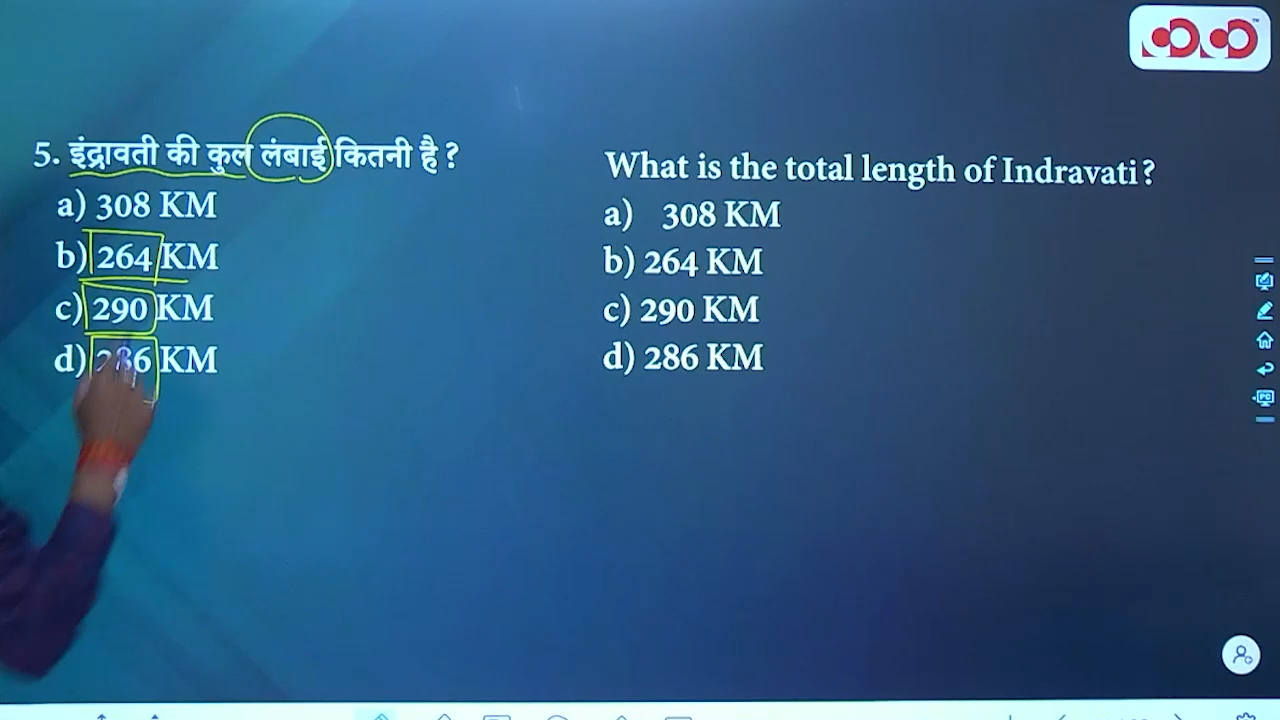 5. इंद्रावती की कुल लंबाई कितनी है ?
a) 308 KM
b) 264 KM
c) 290 KM
d) 286 KM
What is the total length of Indravati ?
a) 308 KM
b) 264 KM
c) 290 KM
d) 286 KM